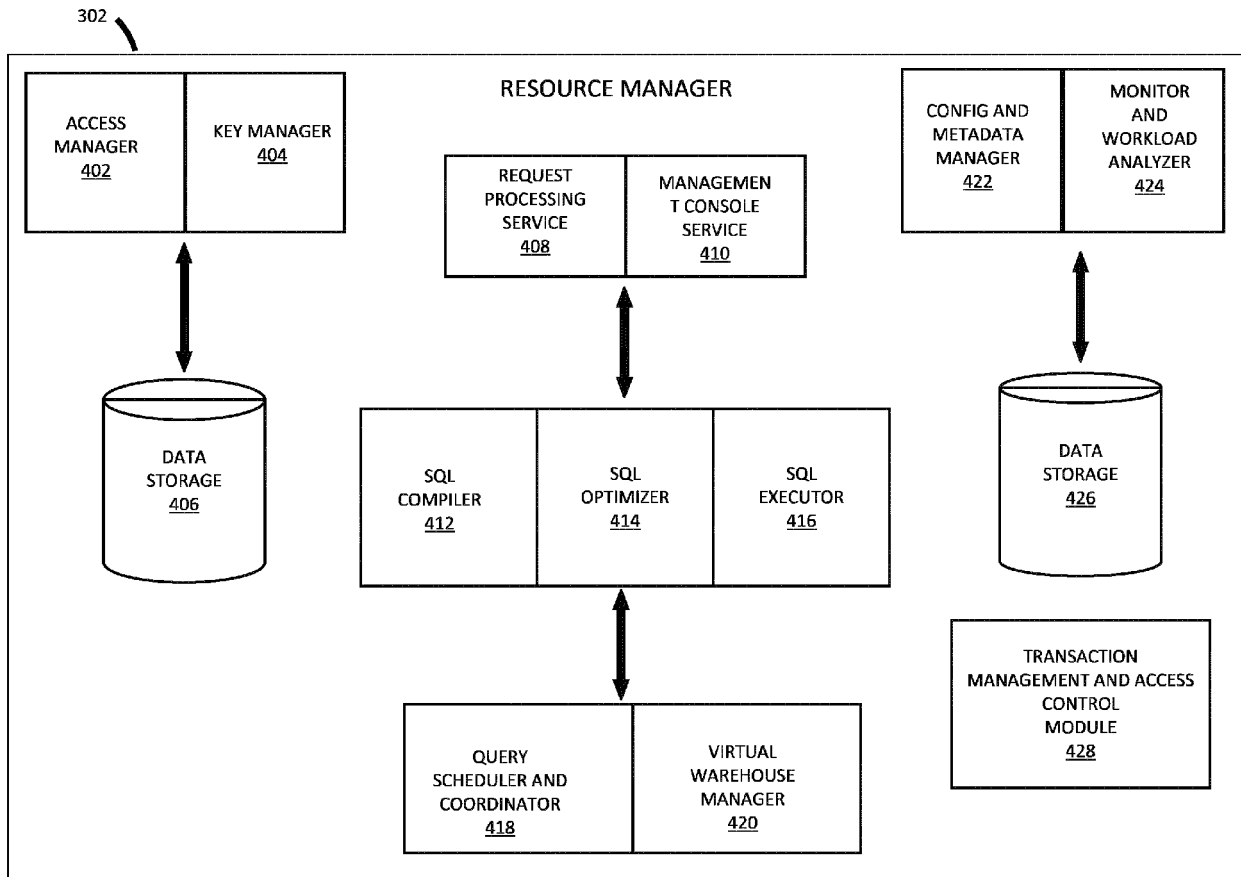 302
RESOURCE MANAGER
ACCESS
MANAGER
402
KEY MANAGER
404
REQUEST
PROCESSING
SERVICE
408
MANAGEMEN
T CONSOLE
SERVICE
410
CONFIG AND
METADATA
MANAGER
422
MONITOR
AND
WORKLOAD
ANALYZER
424
DATA
STORAGE
406
SQL
COMPILER
412
SQL
OPTIMIZER
414
SQL
EXECUTOR
416
DATA
STORAGE
426
QUERY
SCHEDULER AND
COORDINATOR
418
VIRTUAL
WAREHOUSE
MANAGER
420
TRANSACTION
MANAGEMENT AND ACCESS
CONTROL
MODULE
428